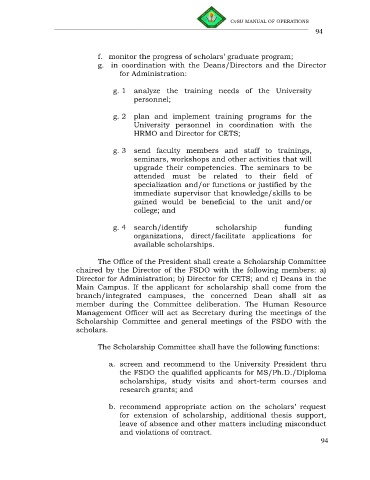 CvSU MANUAL OF OPERATIONS
94
f. monitor the progress of scholars' graduate program;
g. in coordination with the Deans/Directors and the Director
for Administration:
g. 1 analyze the training needs of the University
personnel;
g. 2 plan and implement training programs for the
University personnel in coordination with the
HRMO and Director for CETS;
g. 3 send faculty members and staff to trainings,
seminars, workshops and other activities that will
upgrade their competencies. The seminars to be
attended must be related to their field of
specialization and/or functions or justified by the
immediate supervisor that knowledge/skills to be
gained would be beneficial to the unit and/or
college; and
g. 4 search/identify scholarship funding
organizations, direct/facilitate applications for
available scholarships.
The Office of the President shall create a Scholarship Committee
chaired by the Director of the FSDO with the following members: a)
Director for Administration; b) Director for CETS; and c) Deans in the
Main Campus. If the applicant for scholarship shall come from the
branch/integrated campuses, the concerned Dean shall sit as
member during the Committee deliberation. The Human Resource
Management Officer will act as Secretary during the meetings of the
Scholarship Committee and general meetings of the FSDO with the
scholars.
The Scholarship Committee shall have the following functions:
a. screen and recommend to the University President thru
the FSDO the qualified applicants for MS/Ph.D./Diploma
scholarships, study visits and short-term courses and
research grants; and
b. recommend appropriate action on the scholars' request
for extension of scholarship, additional thesis support,
leave of absence and other matters including misconduct
and violations of contract.
94